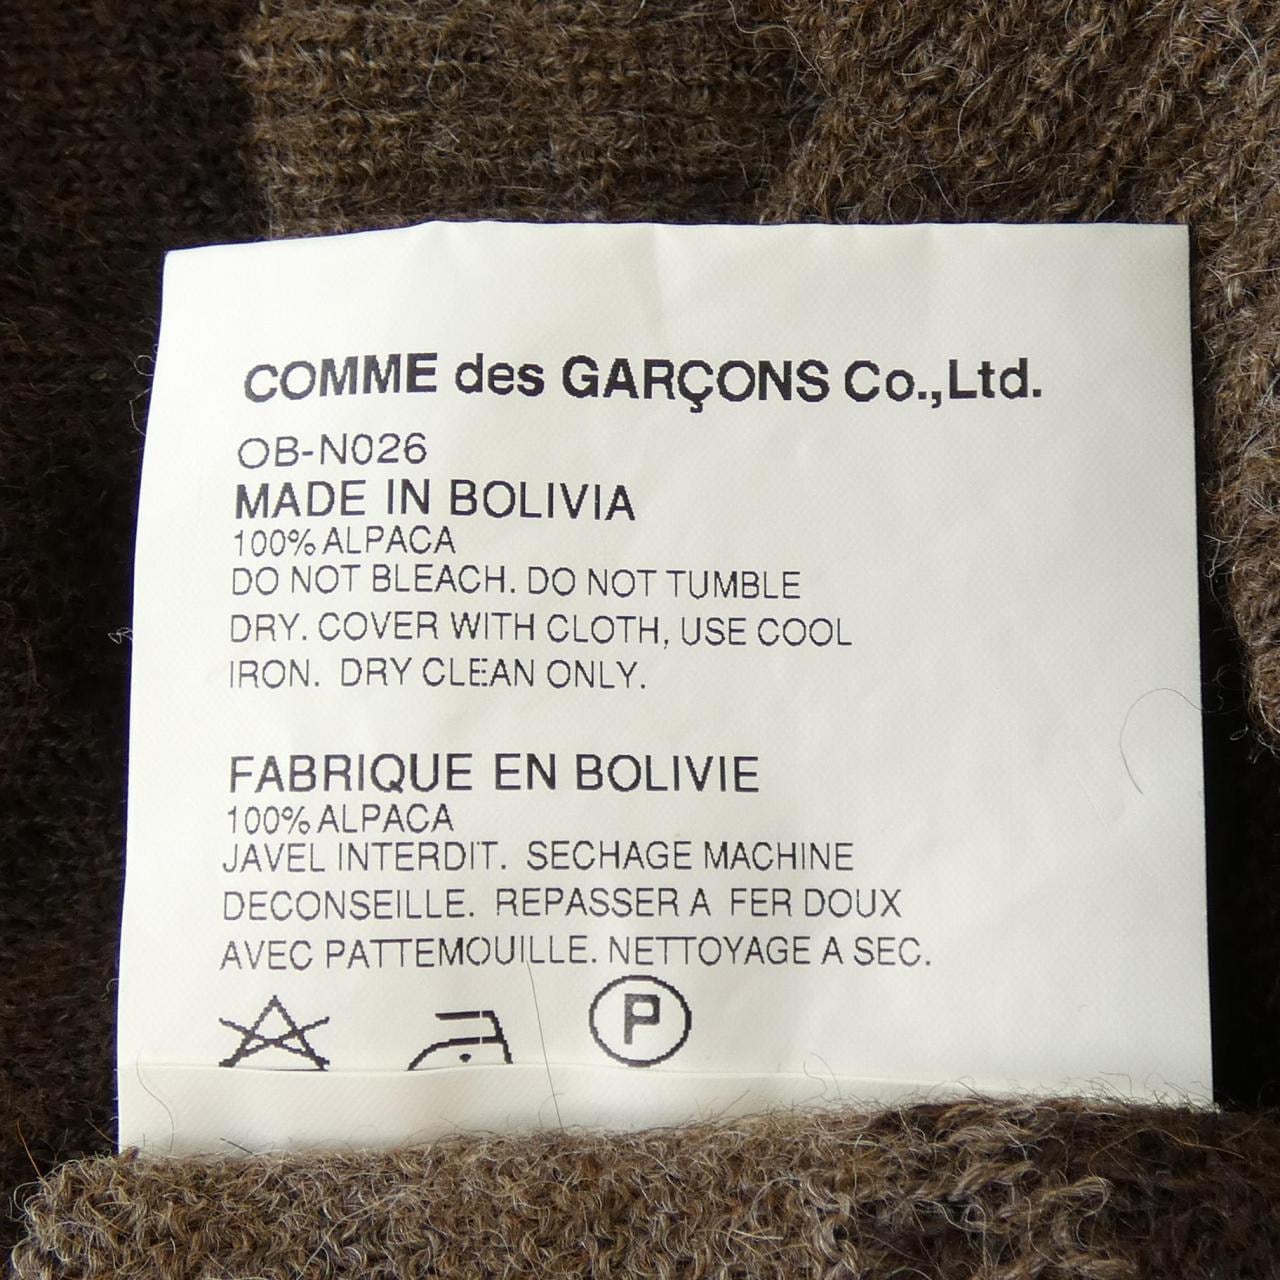 COMME des GARÇONS Co.,Ltd.
OB-N026
MADE IN BOLIVIA
100% ALPACA
DO NOT BLEACH. DO NOT TUMBLE
DRY. COVER WITH CLOTH, USE COOL
IRON. DRY CLEAN ONLY.
FABRIQUE EN BOLIVIE
100% ALPACA
JAVEL INTERDIT. SECHAGE MACHINE
DECONSEILLE. REPASSER A FER DOUX
AVEC PATTEMOUILLE. NETTOYAGE A SEC.
P